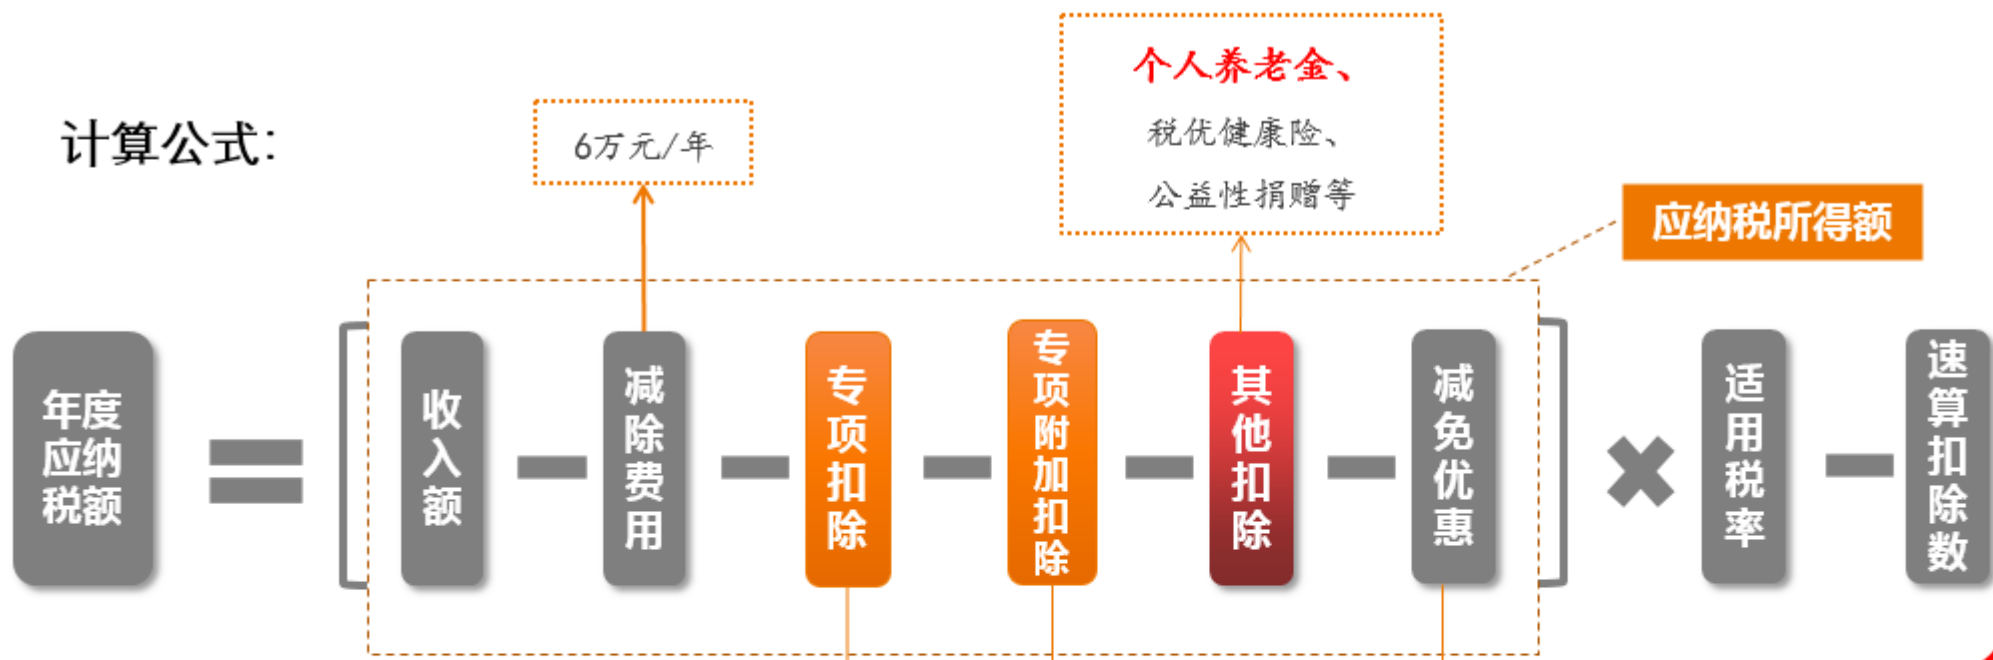 个人养老金、
计算公式：
6万元/年
税优健康险、
公益性捐赠等
应纳税所得额
年度
应纳
税额
=
[
收入额
-
减除费用
-
专项扣除
-
专项附加扣除
-
其他扣除
-
减免优惠
]
×
适用税率
-
速算扣除数